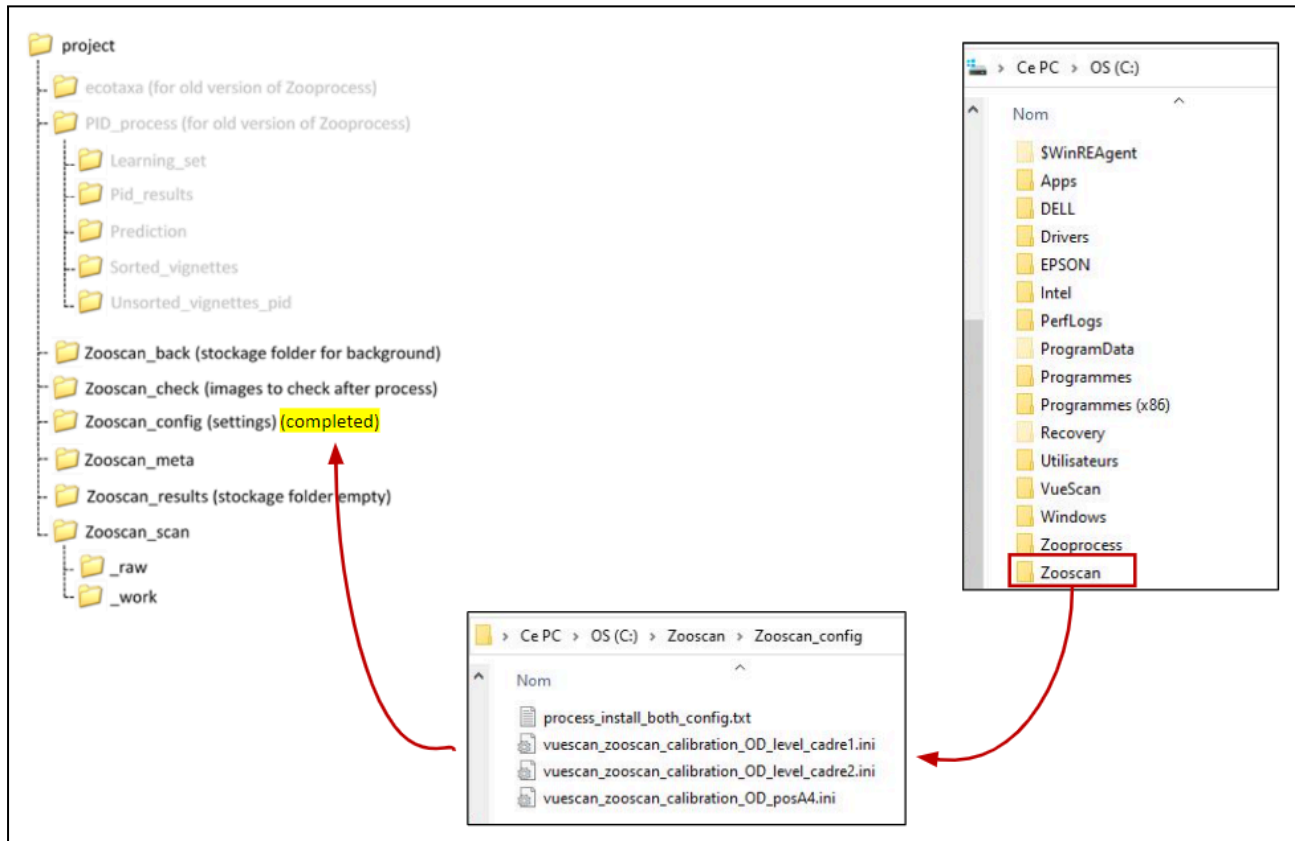 project
ecotaxa (for old version of Zooprocess)
PID_process (for old version of Zooprocess)
Learning_set
Pid_results
Prediction
Sorted_vignettes
Unsorted_vignettes_pid
Zooscan_back (stockage folder for background)
Zooscan_check (images to check after process)
Zooscan_config (settings) (completed)
Zooscan_meta
Zooscan_results (stockage folder empty)
Zooscan_scan
_raw
_work
> Ce PC > OS (C:)
Nom
$WinREAgent
Apps
DELL
Drivers
EPSON
Intel
PerfLogs
ProgramData
Programmes
Programmes (x86)
Recovery
Utilisateurs
VueScan
Windows
Zooprocess
Zooscan
> Ce PC > OS (C:) > Zooscan > Zooscan_config
Nom
process_install_both_config.txt
vuescan_zooscan_calibration_OD_level_cadre1.ini
vuescan_zooscan_calibration_OD_level_cadre2.ini
vuescan_zooscan_calibration_OD_posA4.ini